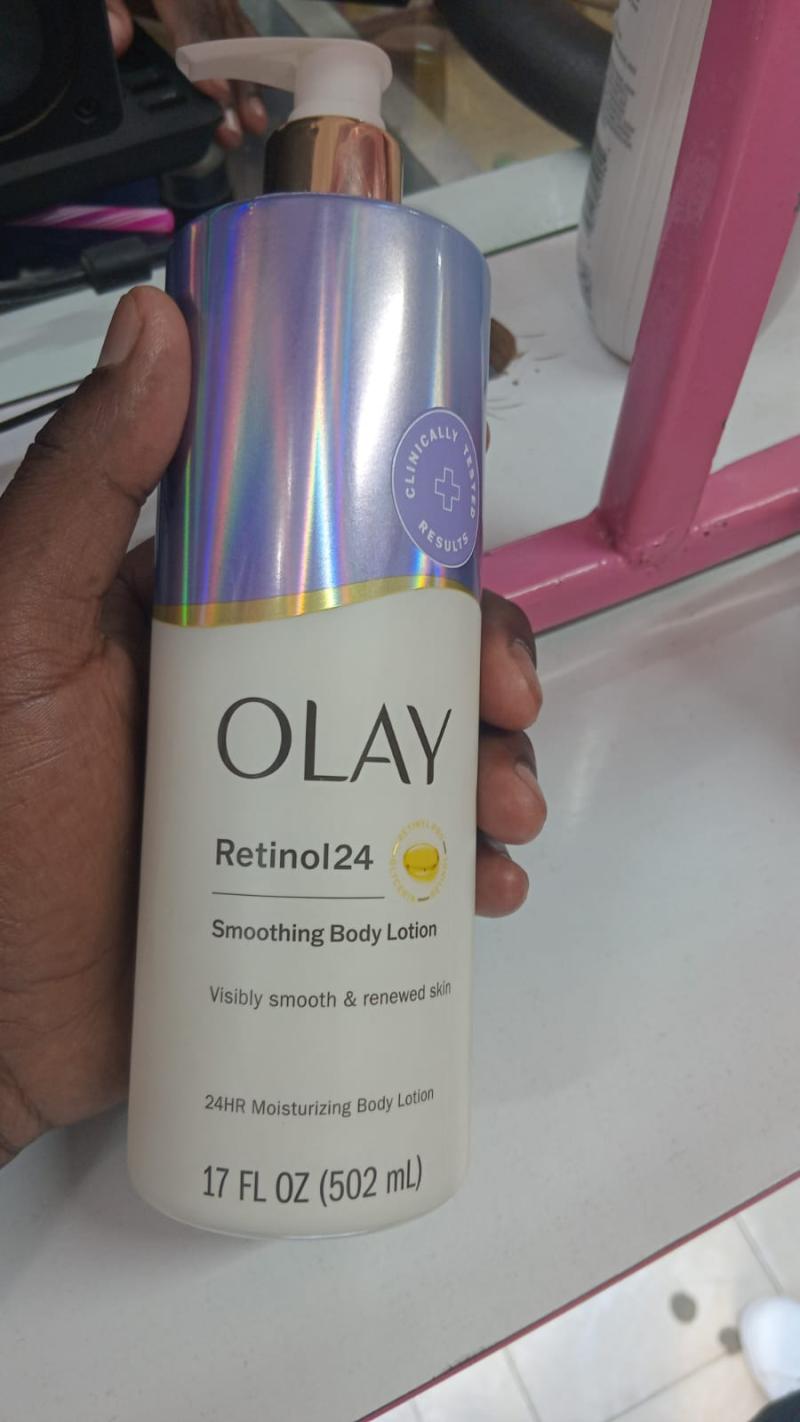 CLINICALLY TESTED
RESULTS
OLAY
Retinol24
Smoothing Body Lotion
Visibly smooth & renewed skin
24HR Moisturizing Body Lotion
17 FL OZ (502 mL)